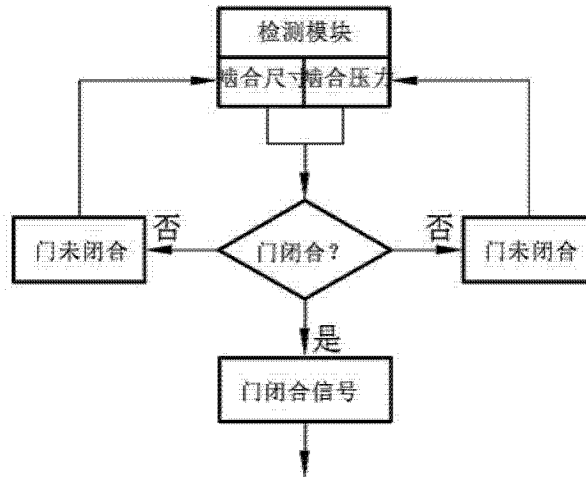 检测模块
啮合尺寸 啮合压力
否 否
门未闭合 门闭合? 门未闭合
是
门闭合信号